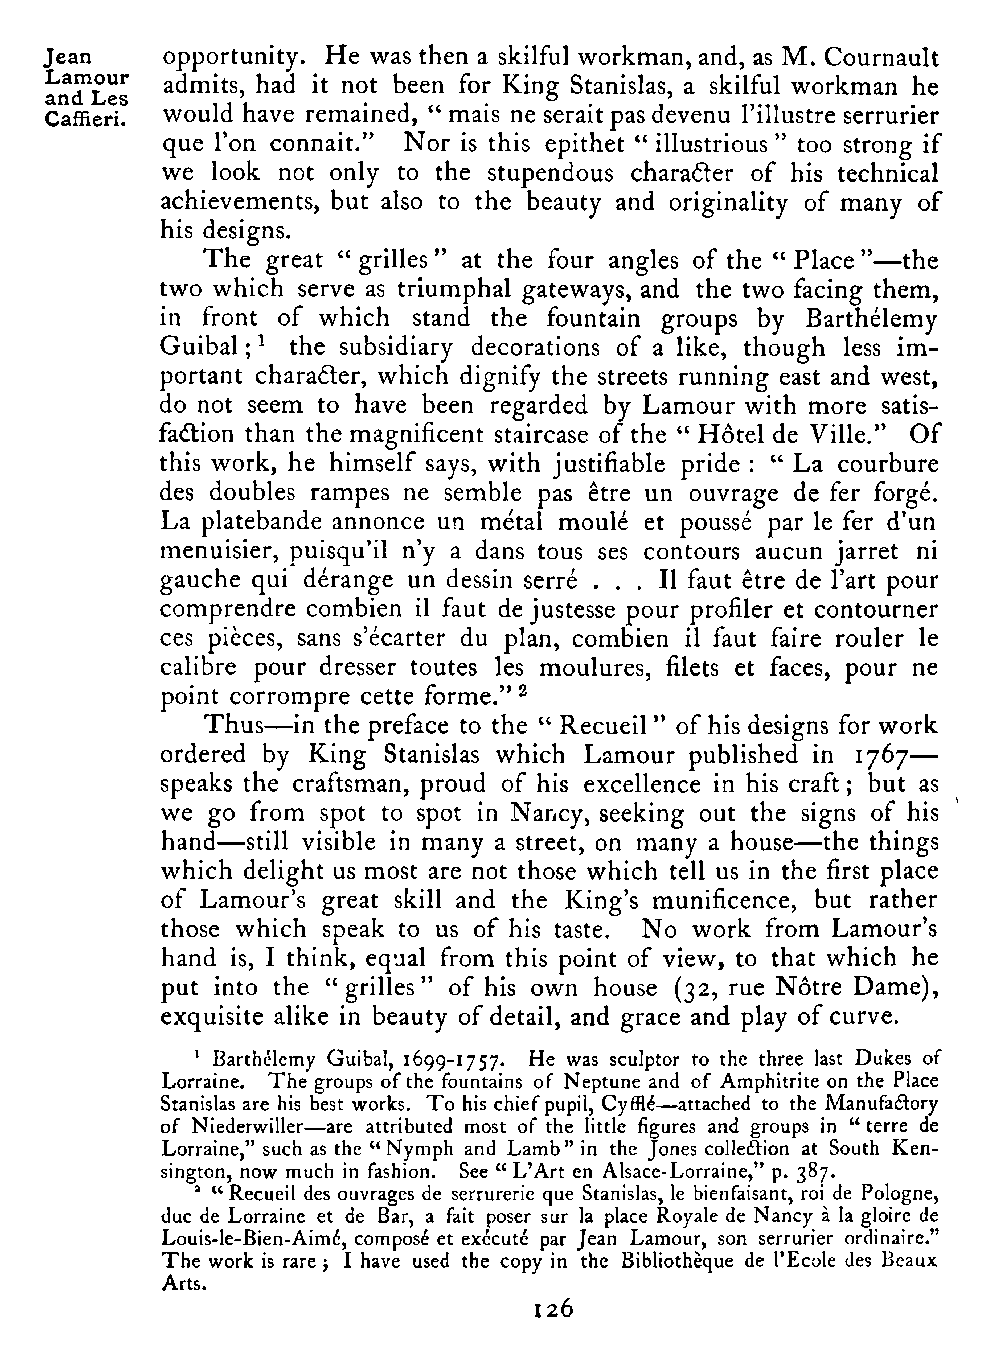 Jean
Lamour
and Les
Caffieri.
opportunity. He was then a skilful workman, and, as M. Cournault
admits, had it not been for King Stanislas, a skilful workman he
would have remained, “ mais ne serait pas devenu l'illustre serrurier
que l'on connait.” Nor is this epithet “ illustrious ” too strong if
we look not only to the stupendous character of his technical
achievements, but also to the beauty and originality of many of
his designs.
The great “ grilles ” at the four angles of the “ Place ”—the
two which serve as triumphal gateways, and the two facing them,
in front of which stand the fountain groups by Barthélemy
Guibal ; ¹ the subsidiary decorations of a like, though less im-
portant character, which dignify the streets running east and west,
do not seem to have been regarded by Lamour with more satis-
faction than the magnificent staircase of the “ Hôtel de Ville.” Of
this work, he himself says, with justifiable pride : “ La courbure
des doubles rampes ne semble pas être un ouvrage de fer forgé.
La platebande annonce un métal moulé et poussé par le fer d'un
menuisier, puisqu'il n'y a dans tous ses contours aucun jarret ni
gauche qui dérange un dessin serré . . . Il faut être de l'art pour
comprendre combien il faut de justesse pour profiler et contourner
ces pièces, sans s'écarter du plan, combien il faut faire rouler le
calibre pour dresser toutes les moulures, filets et faces, pour ne
point corrompre cette forme.” ²
Thus—in the preface to the “ Recueil ” of his designs for work
ordered by King Stanislas which Lamour published in 1767—
speaks the craftsman, proud of his excellence in his craft ; but as
we go from spot to spot in Nancy, seeking out the signs of his
hand—still visible in many a street, on many a house—the things
which delight us most are not those which tell us in the first place
of Lamour's great skill and the King's munificence, but rather
those which speak to us of his taste. No work from Lamour's
hand is, I think, equal from this point of view, to that which he
put into the “ grilles ” of his own house (32, rue Nôtre Dame),
exquisite alike in beauty of detail, and grace and play of curve.
¹ Barthélemy Guibal, 1699-1757. He was sculptor to the three last Dukes of
Lorraine. The groups of the fountains of Neptune and of Amphitrite on the Place
Stanislas are his best works. To his chief pupil, Cyfflé—attached to the Manufactory
of Niederwiller—are attributed most of the little figures and groups in “ terre de
Lorraine,” such as the “ Nymph and Lamb ” in the Jones collection at South Ken-
sington, now much in fashion. See “ L'Art en Alsace-Lorraine,” p. 387.
² “ Recueil des ouvrages de serrurerie que Stanislas, le bienfaisant, roi de Pologne,
duc de Lorraine et de Bar, a fait poser sur la place Royale de Nancy à la gloire de
Louis-le-Bien-Aimé, composé et exécuté par Jean Lamour, son serrurier ordinaire.”
The work is rare ; I have used the copy in the Bibliothèque de l'Ecole des Beaux
Arts.
126